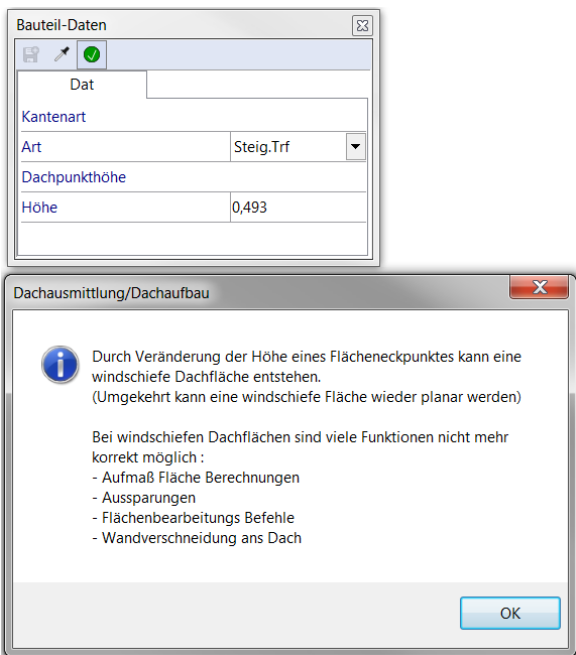 Bauteil-Daten
Dat
Kantenart
Art Steig.Trf
Dachpunkthöhe
Höhe 0,493
Dachausmittlung/Dachaufbau
Durch Veränderung der Höhe eines Flächeneckpunktes kann eine
windschiefe Dachfläche entstehen.
(Umgekehrt kann eine windschiefe Fläche wieder planar werden)
Bei windschiefen Dachflächen sind viele Funktionen nicht mehr
korrekt möglich :
- Aufmaß Fläche Berechnungen
- Aussparungen
- Flächenbearbeitungs Befehle
- Wandverschneidung ans Dach
OK